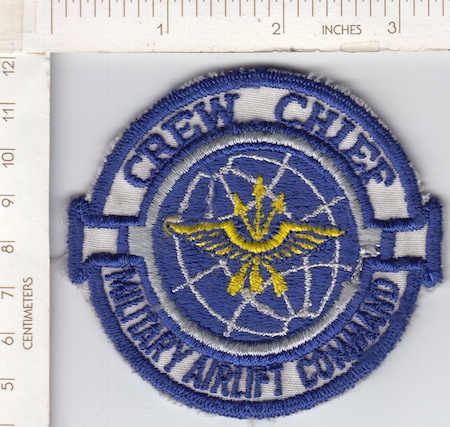 1 2 INCHES 3
12
11
10
9
8
7
6
5
CENTIMETERS
CREW CHIEF
MILITARY AIRLIFT COMMAND